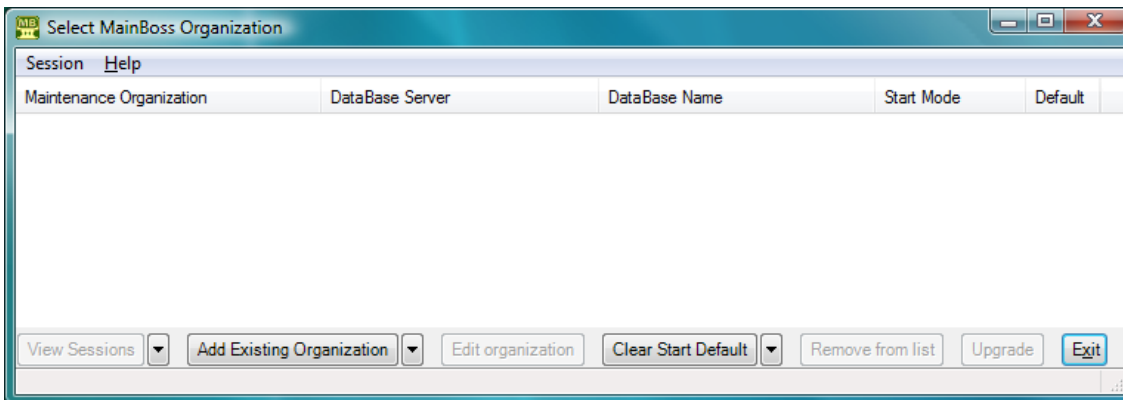 MB
Select MainBoss Organization
Session Help
Maintenance Organization DataBase Server DataBase Name Start Mode Default
View Sessions Add Existing Organization Edit organization Clear Start Default Remove from list Upgrade Exit